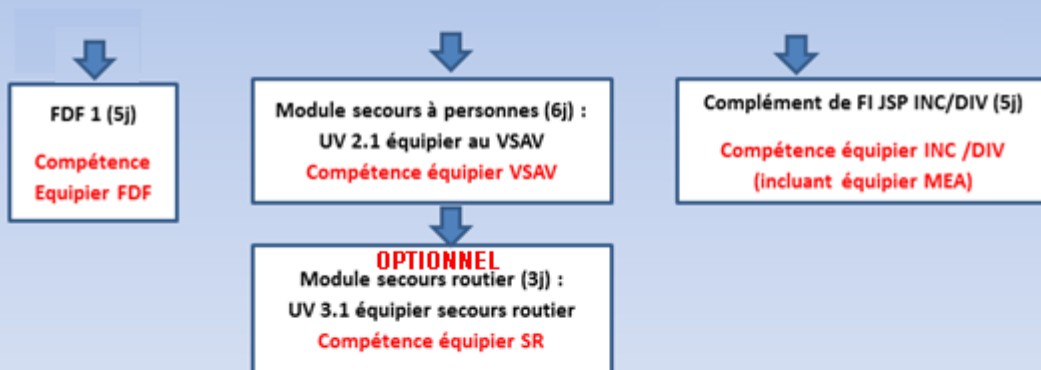 FDF 1 (5j)
Compétence
Equipier FDF
Module secours à personnes (6j) :
UV 2.1 équipier au VSAV
Compétence équipier VSAV
OPTIONNEL
Module secours routier (3j) :
UV 3.1 équipier secours routier
Compétence équipier SR
Complément de FI JSP INC/DIV (5j)
Compétence équipier INC /DIV
(incluant équipier MEA)